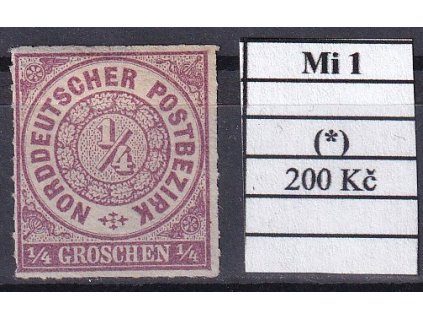 NORDDEUTSCHER POSTBEZIRK
1/4
1/4 GROSCHEN 1/4
Mi 1
(*)
200 Kč